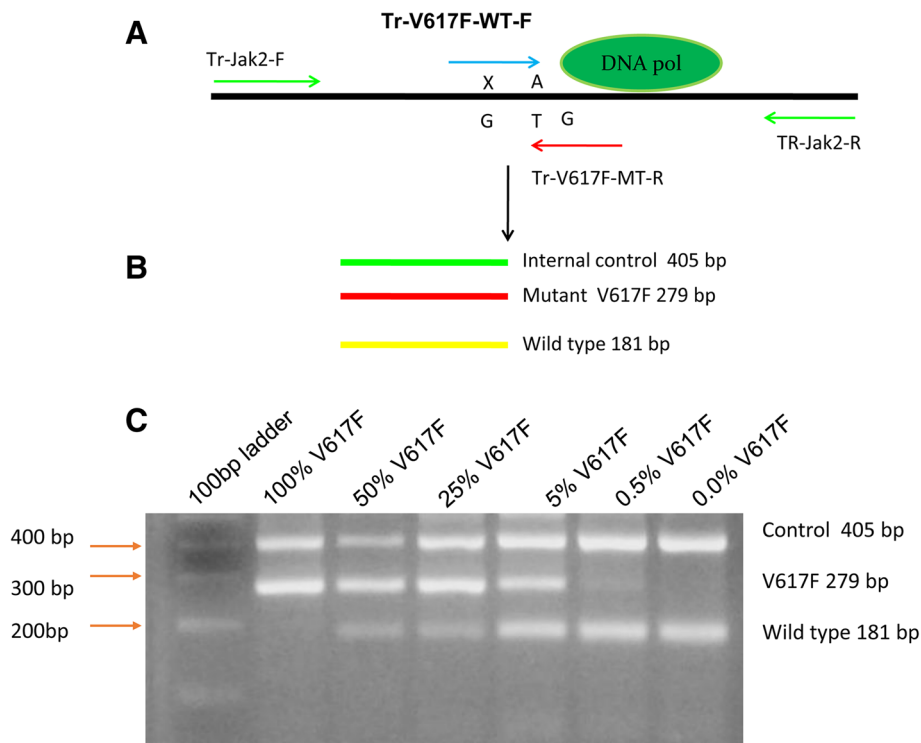 A
Tr-V617F-WT-F
Tr-Jak2-F
DNA pol
X A
G T G
TR-Jak2-R
Tr-V617F-MT-R
B
Internal control 405 bp
Mutant V617F 279 bp
Wild type 181 bp
C
100bp ladder
100% V617F
50% V617F
25% V617F
5% V617F
0.5% V617F
0.0% V617F
400 bp
300 bp
200bp
Control 405 bp
V617F 279 bp
Wild type 181 bp